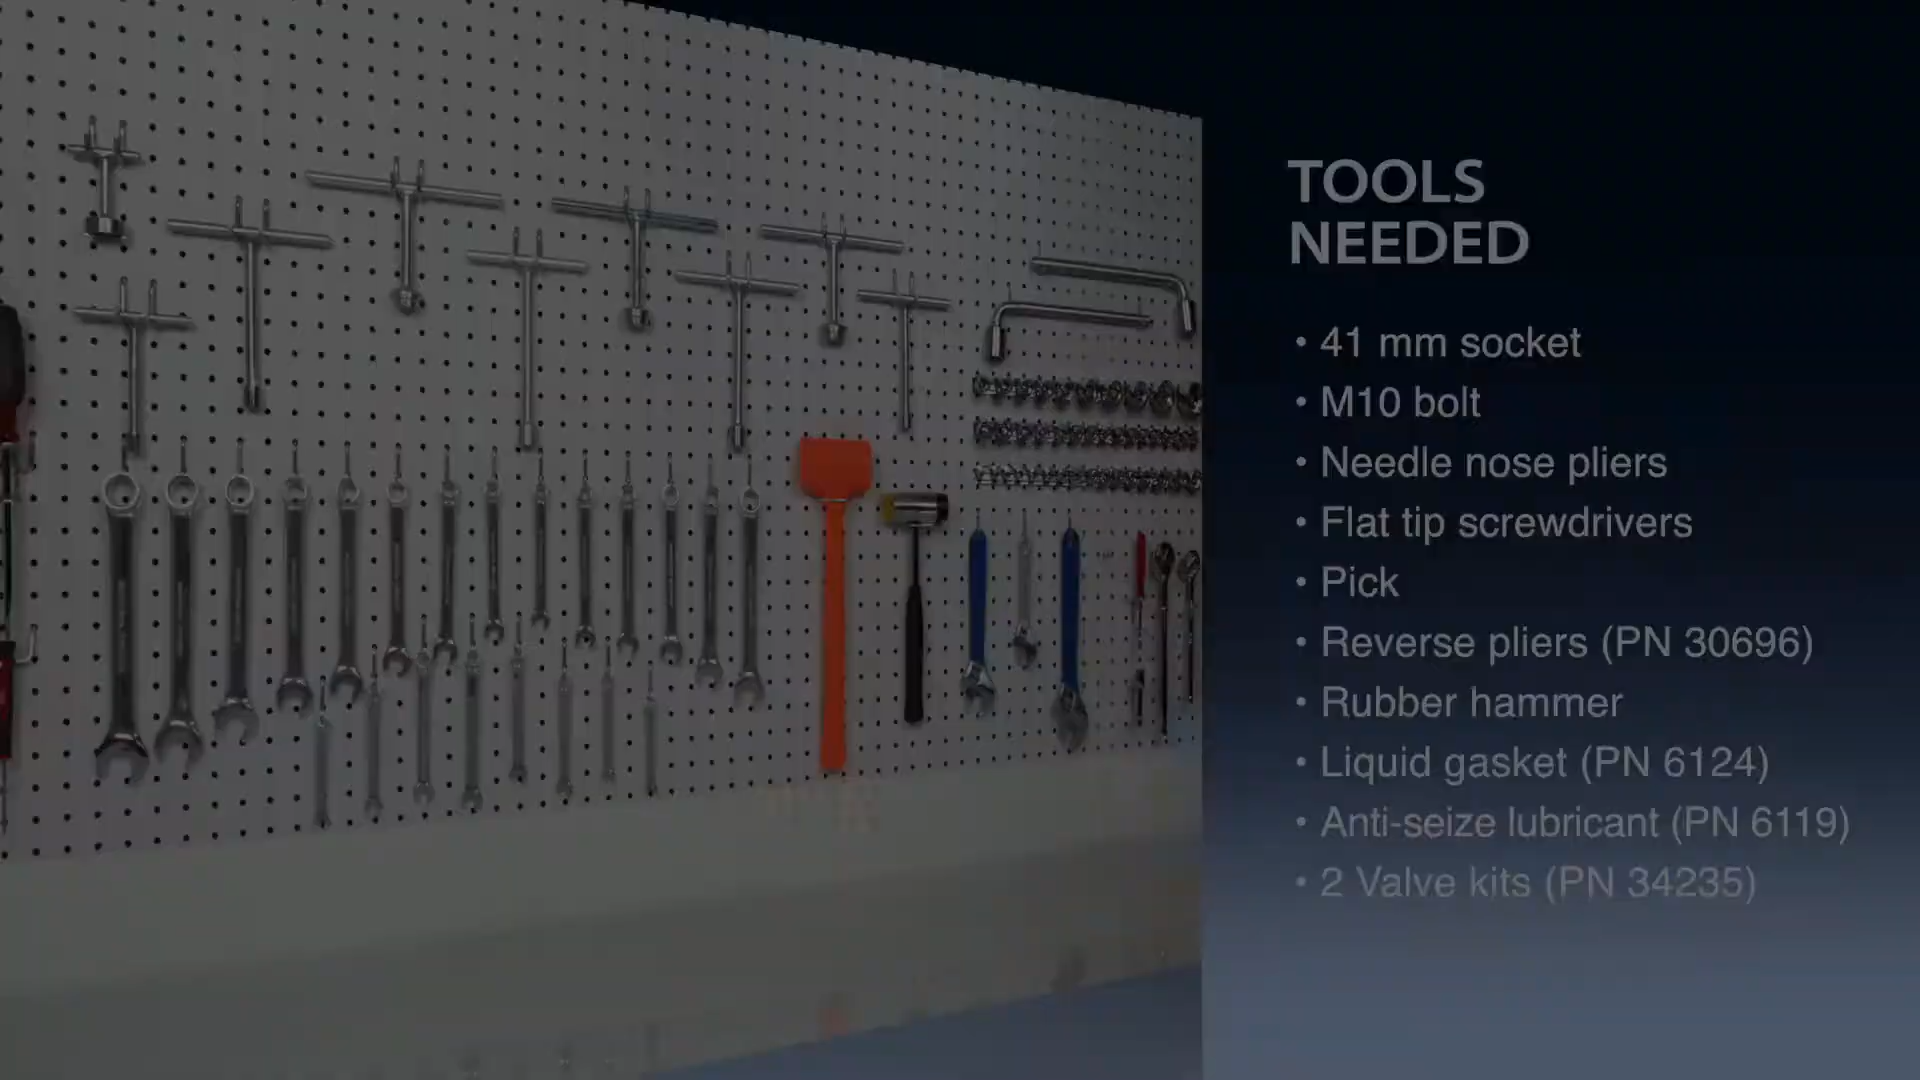 TOOLS
NEEDED
• 41 mm socket
• M10 bolt
• Needle nose pliers
• Flat tip screwdrivers
• Pick
• Reverse pliers (PN 30696)
• Rubber hammer
• Liquid gasket (PN 6124)
• Anti-seize lubricant (PN 6119)
• 2 Valve kits (PN 34235)